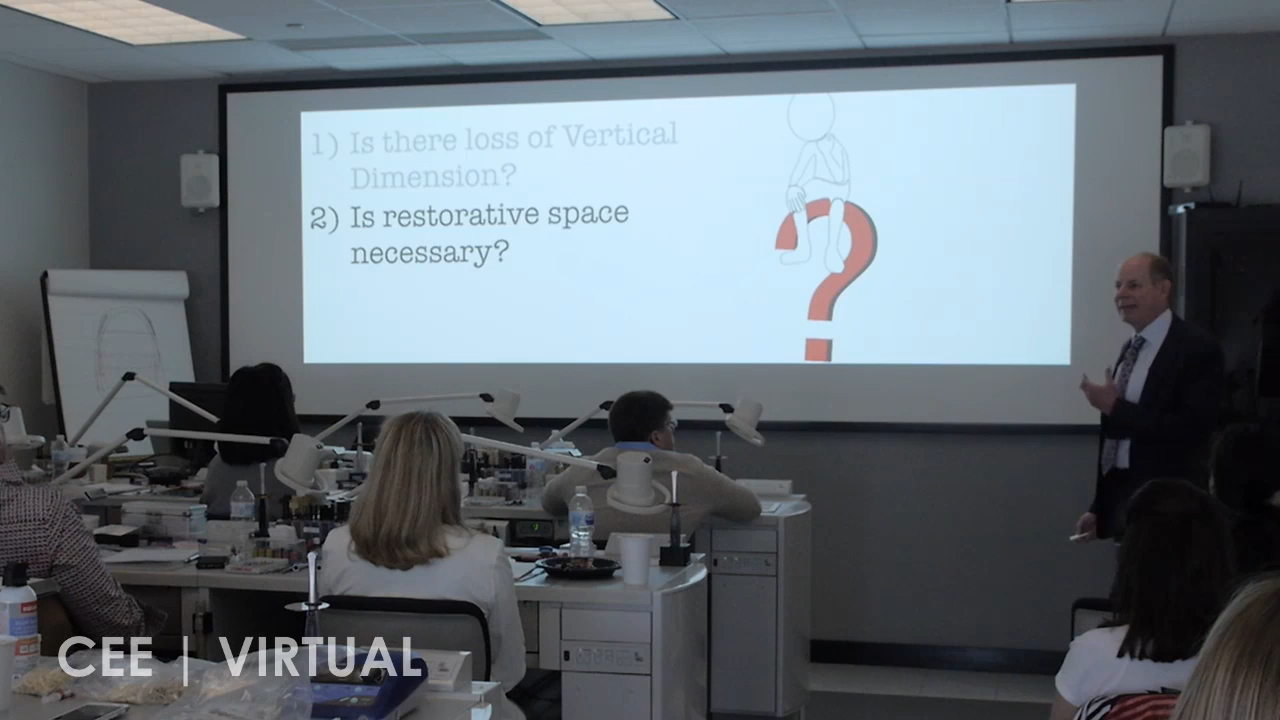 1) Is there loss of Vertical
Dimension?
2) Is restorative space
necessary?
CEE | VIRTUAL